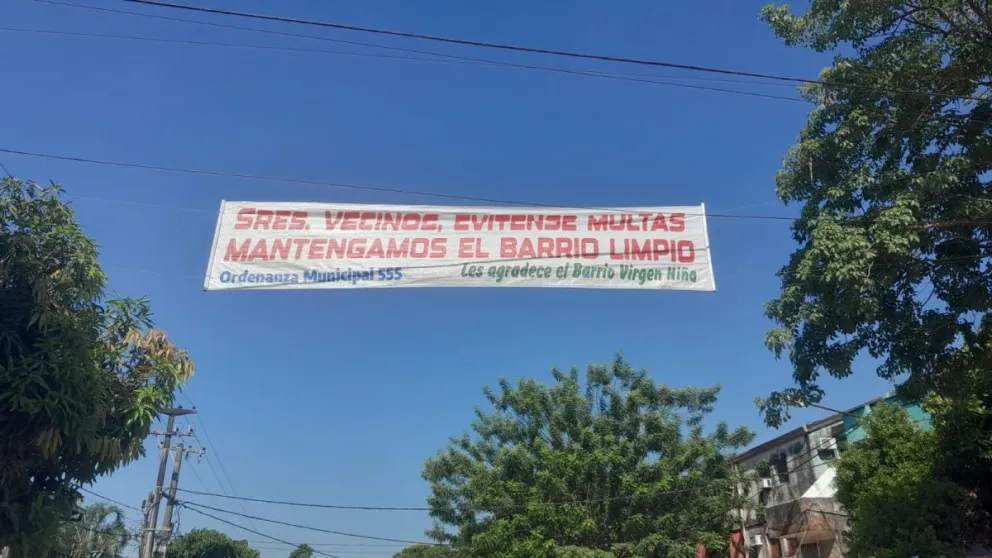 SRES. VECINOS, EVITENSE MULTAS
MANTENGAMOS EL BARRIO LIMPIO
Ordenanza Municipal 555 Les agradece el Barrio Virgen Niña